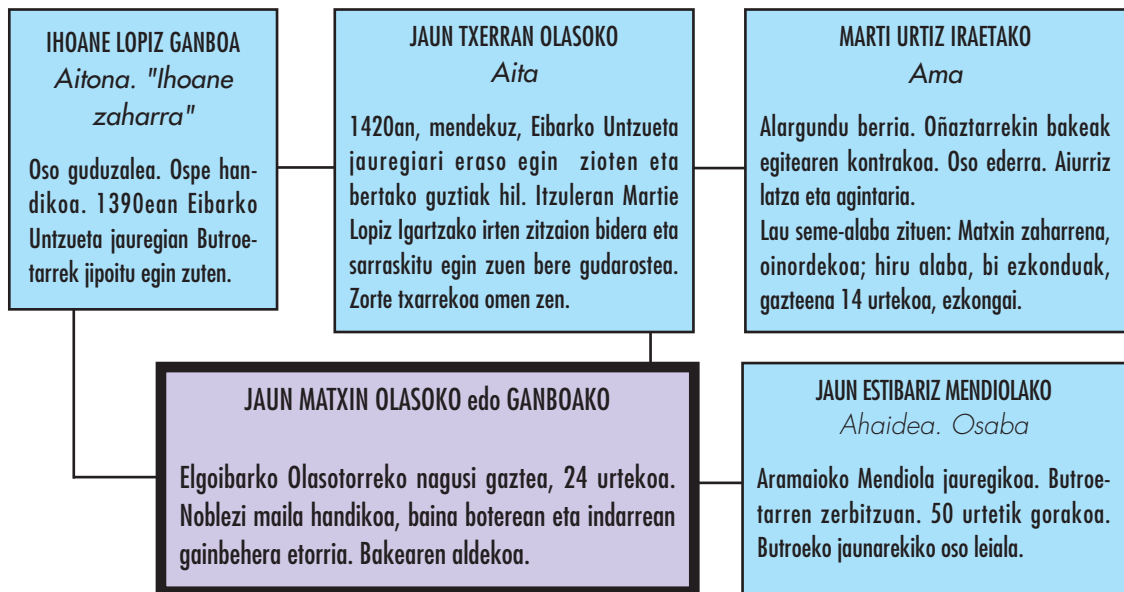 IHOANE LOPIZ GANBOA
Aitona. "Ihoane
zaharra"
Oso guduzalea. Ospe han-
dikoa. 1390ean Eibarko
Untzueta jauregian Butroe-
tarrek jipoitu egin zuten.
JAUN TXERRAN OLASOKO
Aita
1420an, mendekuz, Eibarko Untzueta
jauregiari eraso egin zioten eta
bertako guztiak hil. Itzuleran Martie
Lopiz Igartzako irten zitzaion bidera eta
sarraskitu egin zuen bere gudarostea.
Zorte txarrekoa omen zen.
MARTI URTIZ IRAETAKO
Ama
Alargundu berria. Oñaztarrekin bakeak
egitearen kontrakoa. Oso ederra. Aiurriz
latza eta agintaria.
Lau seme-alaba zituen: Matxin zaharrena,
oinordekoa; hiru alaba, bi ezkonduak,
gazteena 14 urtekoa, ezkongai.
JAUN MATXIN OLASOKO edo GANBOAKO
Elgoibarko Olasotorreko nagusi gaztea, 24 urtekoa.
Noblezi maila handikoa, baina boterean eta indarrean
gainbehera etorria. Bakearen aldekoa.
JAUN ESTIBARIZ MENDIOLAKO
Ahaidea. Osaba
Aramaioko Mendiola jauregikoa. Butroe-
tarren zerbitzuan. 50 urtetik gorakoa.
Butroeko jaunarekiko oso leiala.